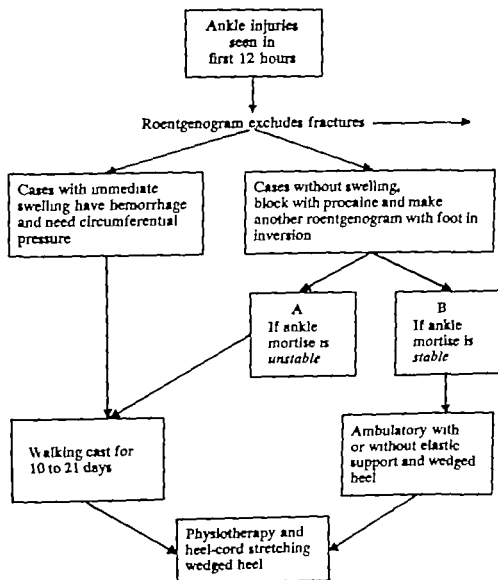 Ankle injuries
seen in
first 12 hours
Roentgenogram excludes fractures
Cases with immediate
swelling have hemorrhage
and need circumferential
pressure
Cases without swelling,
block with procaine and make
another roentgenogram with foot in
inversion
A
If ankle
mortise is
unstable
B
If ankle
mortise is
stable
Walking cast for
10 to 21 days
Ambulatory with
or without elastic
support and wedged
heel
Physiotherapy and
heel-cord stretching
wedged heel